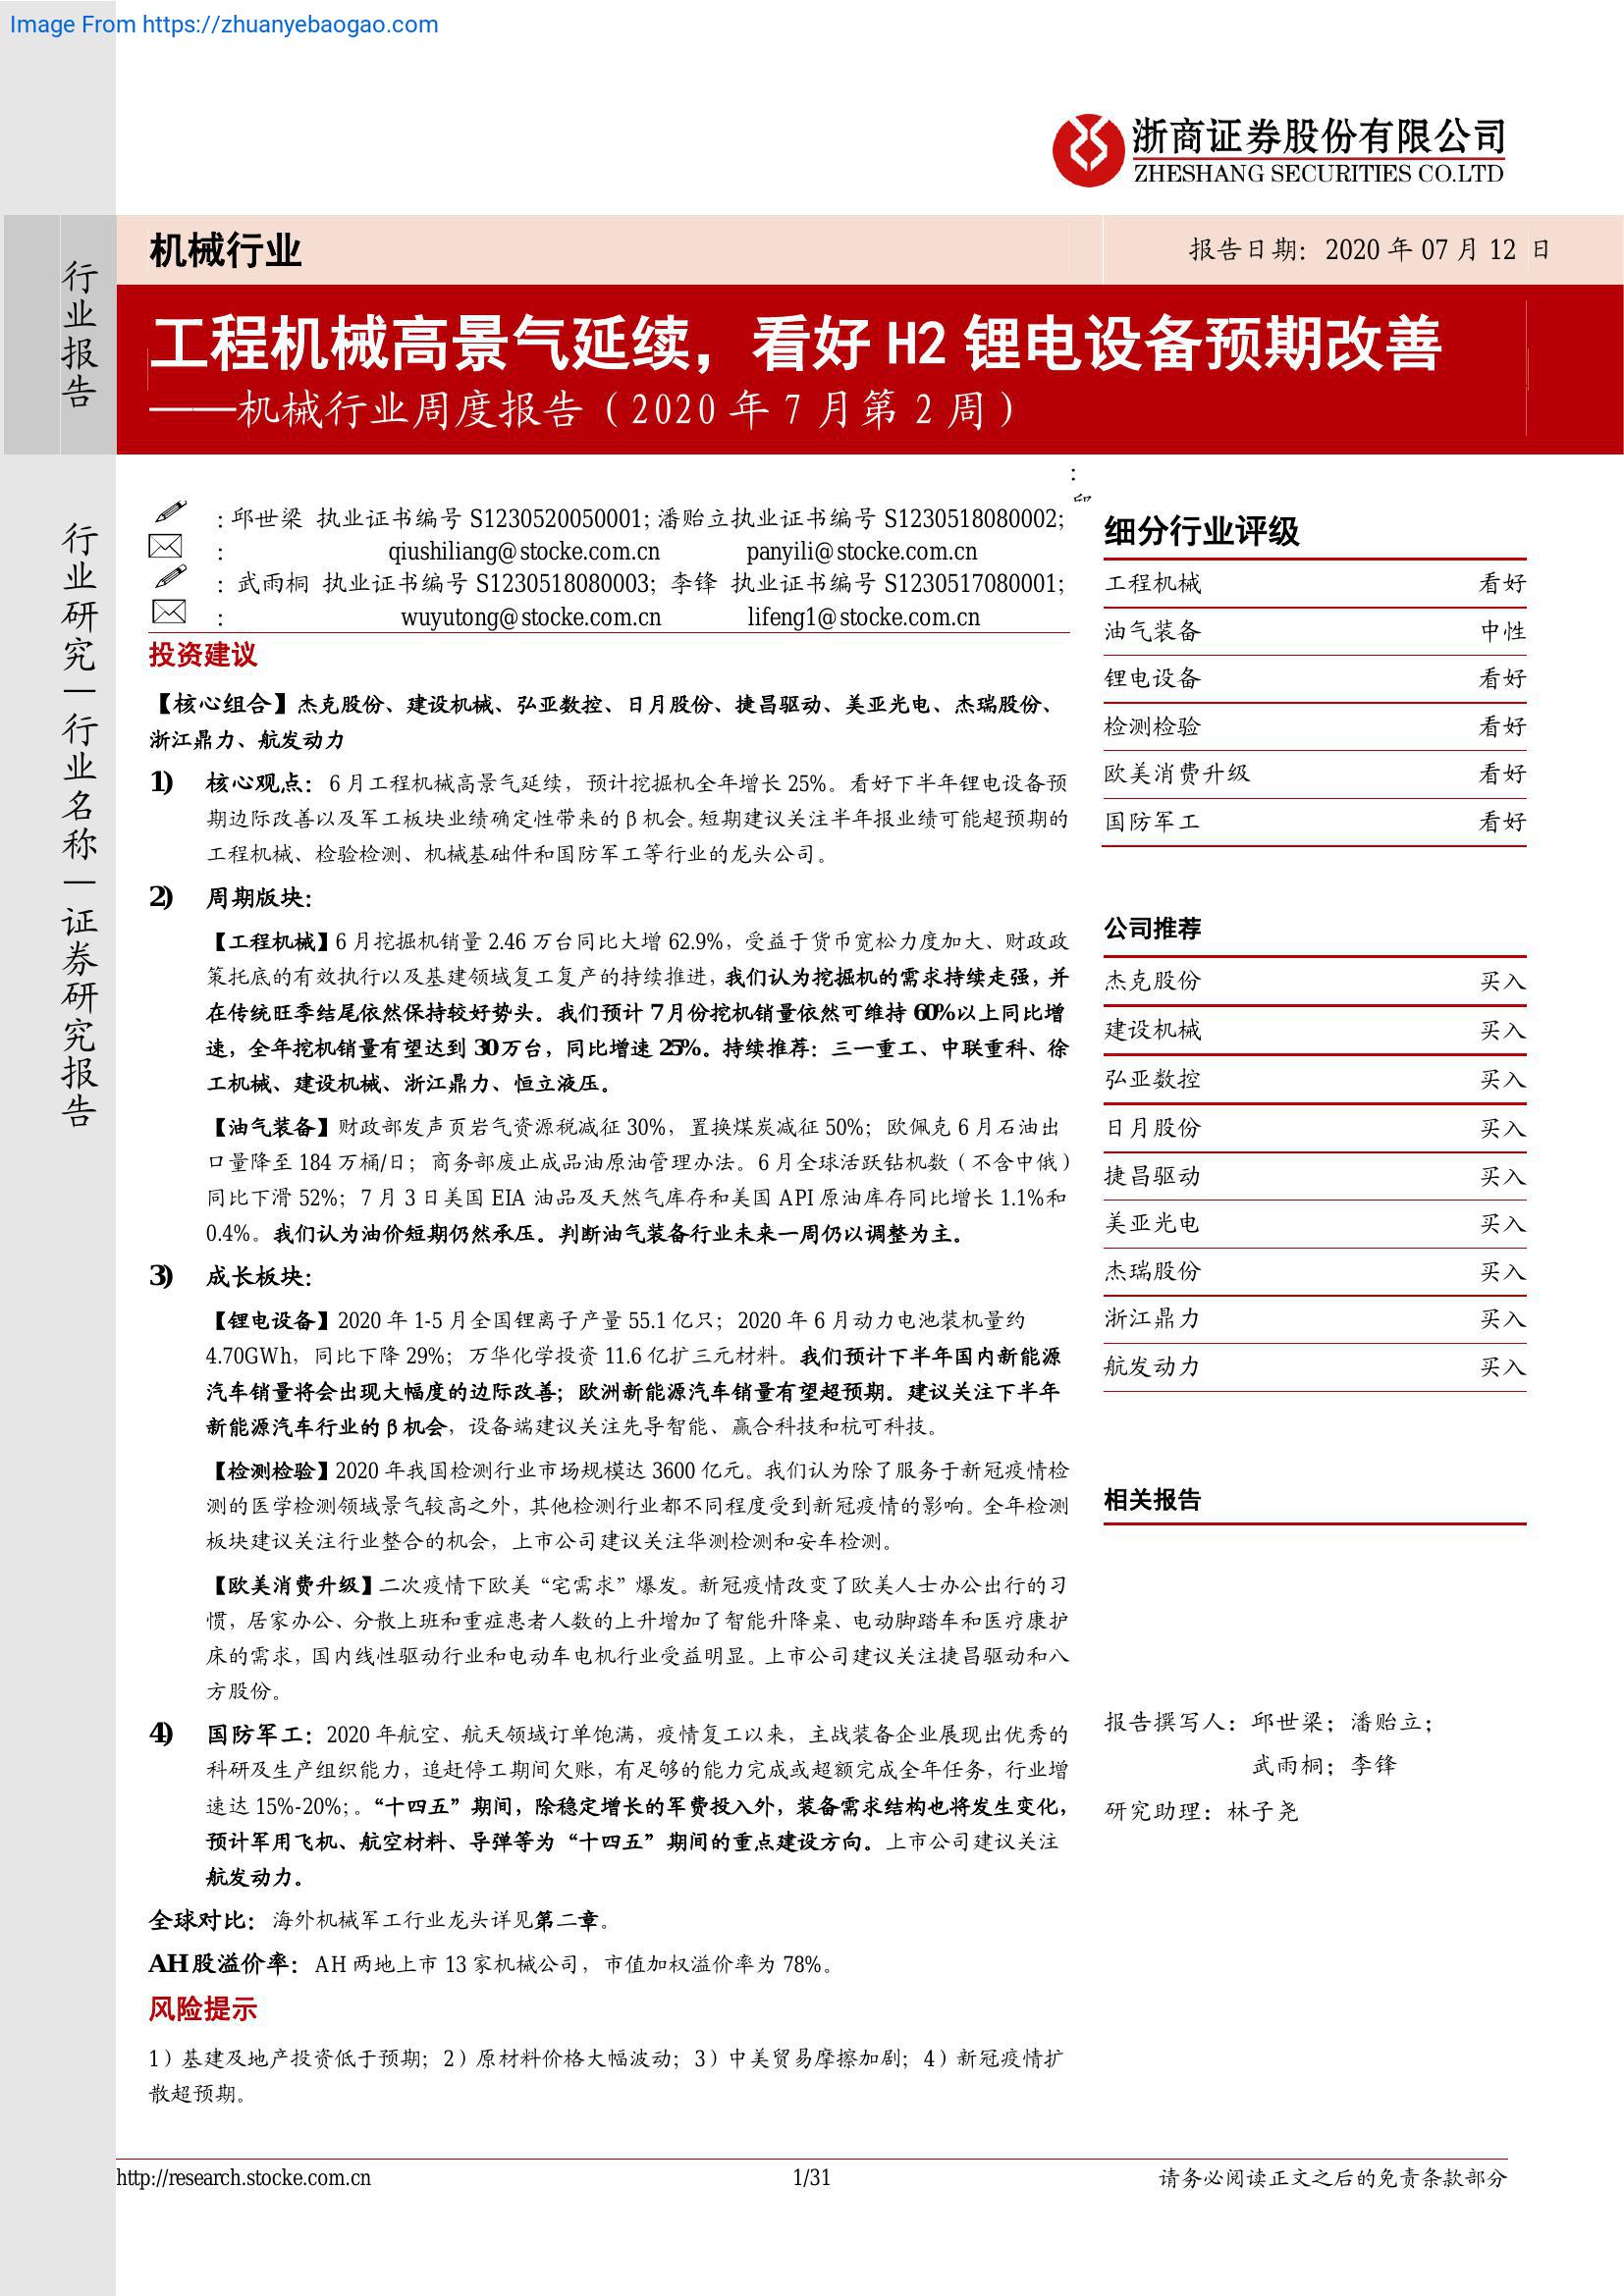 Image From https://zhuanyebaogao.com
浙商证券股份有限公司
ZHESHANG SECURITIES CO.LTD
机械行业
报告日期：2020 年 07 月 12 日
行业报告
工程机械高景气延续，看好 H2 锂电设备预期改善
——机械行业周度报告（2020 年 7 月第 2 周）
行业研究—行业名称—证券研究报告
:
: 邱世梁 执业证书编号 S1230520050001; 潘贻立执业证书编号 S1230518080002;
: qiushiliang@stocke.com.cn panyili@stocke.com.cn
: 武雨桐 执业证书编号 S1230518080003; 李锋 执业证书编号 S1230517080001;
: wuyutong@stocke.com.cn lifeng1@stocke.com.cn
投资建议
【核心组合】杰克股份、建设机械、弘亚数控、日月股份、捷昌驱动、美亚光电、杰瑞股份、
浙江鼎力、航发动力
1) 核心观点：6 月工程机械高景气延续，预计挖掘机全年增长 25%。看好下半年锂电设备预
期边际改善以及军工板块业绩确定性带来的 β 机会。短期建议关注半年报业绩可能超预期的
工程机械、检验检测、机械基础件和国防军工等行业的龙头公司。
2) 周期版块：
【工程机械】6 月挖掘机销量 2.46 万台同比大增 62.9%，受益于货币宽松力度加大、财政政
策托底的有效执行以及基建领域复工复产的持续推进，我们认为挖掘机的需求持续走强，并
在传统旺季结尾依然保持较好势头。我们预计 7 月份挖机销量依然可维持 60%以上同比增
速，全年挖机销量有望达到 30 万台，同比增速 25%。持续推荐：三一重工、中联重科、徐
工机械、建设机械、浙江鼎力、恒立液压。
【油气装备】财政部发声页岩气资源税减征 30%，置换煤炭减征 50%；欧佩克 6 月石油出
口量降至 184 万桶/日；商务部废止成品油原油管理办法。6 月全球活跃钻机数（不含中俄）
同比下滑 52%；7 月 3 日美国 EIA 油品及天然气库存和美国 API 原油库存同比增长 1.1%和
0.4%。我们认为油价短期仍然承压。判断油气装备行业未来一周仍以调整为主。
3) 成长板块：
【锂电设备】2020 年 1-5 月全国锂离子产量 55.1 亿只；2020 年 6 月动力电池装机量约
4.70GWh，同比下降 29%；万华化学投资 11.6 亿扩三元材料。我们预计下半年国内新能源
汽车销量将会出现大幅度的边际改善；欧洲新能源汽车销量有望超预期。建议关注下半年
新能源汽车行业的 β 机会，设备端建议关注先导智能、赢合科技和杭可科技。
【检测检验】2020 年我国检测行业市场规模达 3600 亿元。我们认为除了服务于新冠疫情检
测的医学检测领域景气较高之外，其他检测行业都不同程度受到新冠疫情的影响。全年检测
板块建议关注行业整合的机会，上市公司建议关注华测检测和安车检测。
【欧美消费升级】二次疫情下欧美“宅需求”爆发。新冠疫情改变了欧美人士办公出行的习
惯，居家办公、分散上班和重症患者人数的上升增加了智能升降桌、电动脚踏车和医疗康护
床的需求，国内线性驱动行业和电动车电机行业受益明显。上市公司建议关注捷昌驱动和八
方股份。
4) 国防军工：2020 年航空、航天领域订单饱满，疫情复工以来，主战装备企业展现出优秀的
科研及生产组织能力，追赶停工期间欠账，有足够的能力完成或超额完成全年任务，行业增
速达 15%-20%；。“十四五”期间，除稳定增长的军费投入外，装备需求结构也将发生变化，
预计军用飞机、航空材料、导弹等为“十四五”期间的重点建设方向。上市公司建议关注
航发动力。
全球对比：海外机械军工行业龙头详见第二章。
AH 股溢价率：AH 两地上市 13 家机械公司，市值加权溢价率为 78%。
风险提示
1）基建及地产投资低于预期；2）原材料价格大幅波动；3）中美贸易摩擦加剧；4）新冠疫情扩
散超预期。
细分行业评级
工程机械 看好
油气装备 中性
锂电设备 看好
检测检验 看好
欧美消费升级 看好
国防军工 看好
公司推荐
杰克股份 买入
建设机械 买入
弘亚数控 买入
日月股份 买入
捷昌驱动 买入
美亚光电 买入
杰瑞股份 买入
浙江鼎力 买入
航发动力 买入
相关报告
报告撰写人：邱世梁；潘贻立；
武雨桐；李锋
研究助理：林子尧
http://research.stocke.com.cn 1/31 请务必阅读正文之后的免责条款部分